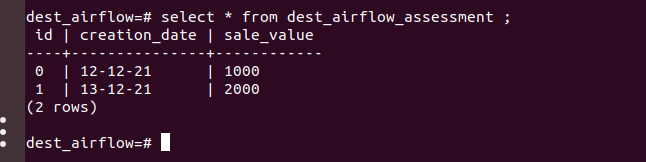 dest_airflow=# select * from dest_airflow_assessment ;
 id | creation_date | sale_value
----+---------------+------------
 0  | 12-12-21      | 1000
 1  | 13-12-21      | 2000
(2 rows)
dest_airflow=#